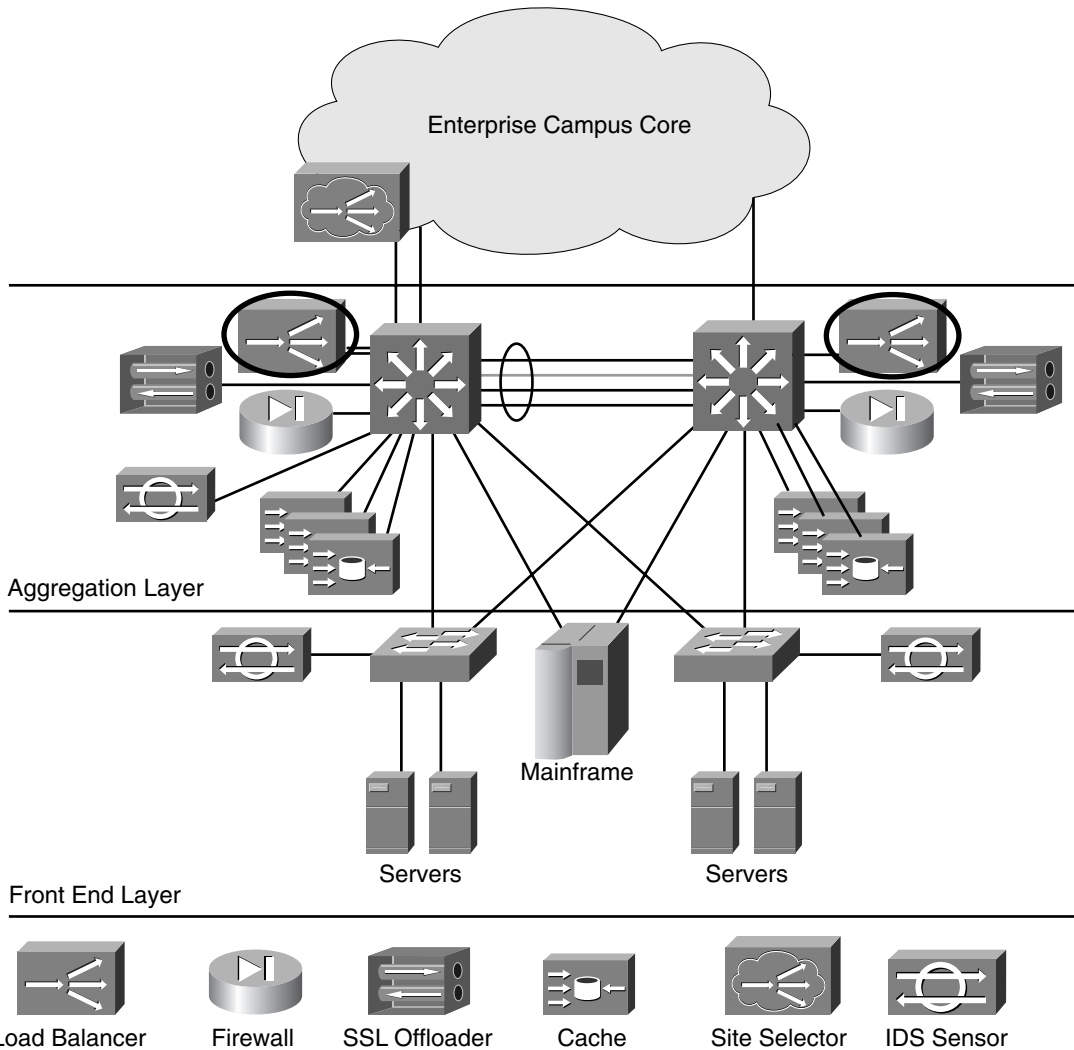 Enterprise Campus Core
Aggregation Layer
Mainframe
Servers
Servers
Front End Layer
Load Balancer
Firewall
SSL Offloader
Cache
Site Selector
IDS Sensor